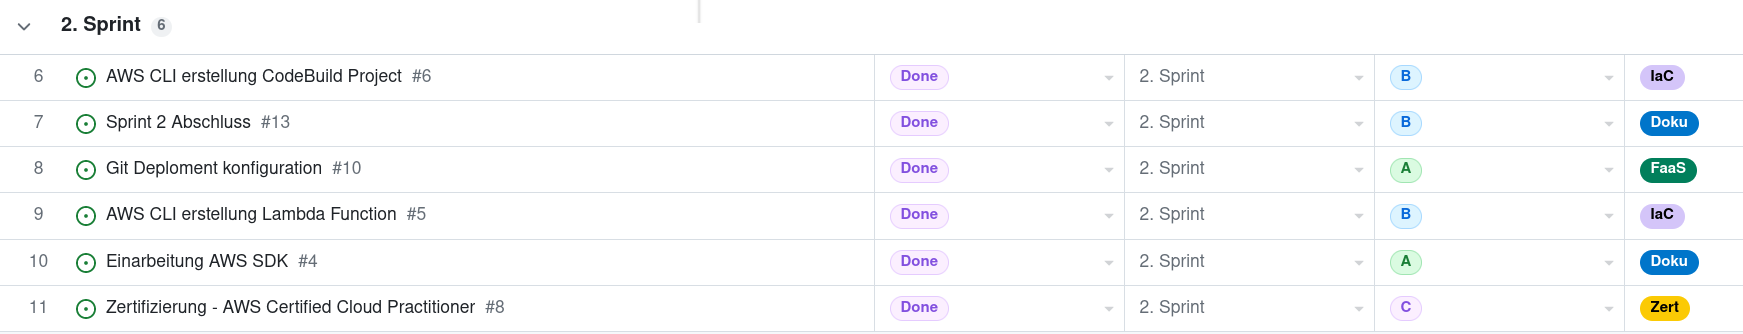 2. Sprint 6
6 AWS CLI erstellung CodeBuild Project #6 Done 2. Sprint B IaC
7 Sprint 2 Abschluss #13 Done 2. Sprint B Doku
8 Git Deploment konfiguration #10 Done 2. Sprint A FaaS
9 AWS CLI erstellung Lambda Function #5 Done 2. Sprint B IaC
10 Einarbeitung AWS SDK #4 Done 2. Sprint A Doku
11 Zertifizierung - AWS Certified Cloud Practitioner #8 Done 2. Sprint C Zert